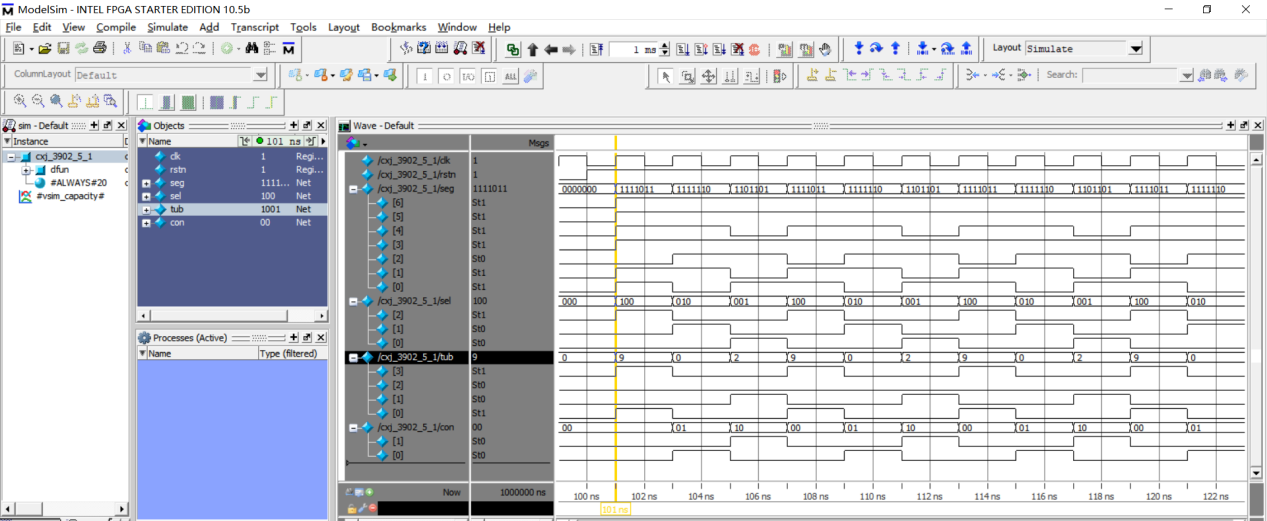 ModelSim - INTEL FPGA STARTER EDITION 10.5b
File Edit View Compile Simulate Add Transcript Tools Layout Bookmarks Window Help
1 ms
Layout Simulate
ColumnLayout Default
ALL
Search:
sim - Default
Objects
Wave - Default
Instance
Name
101 ns
Msgs
cxj_3902_5_1
dfun
#ALWAYS#20
#vsim_capacity#
clk 1 Regi...
rstn 1 Regi...
seg 1111... Net
sel 100 Net
tub 1001 Net
con 00 Net
Processes (Active)
Name Type (filtered)
/cxj_3902_5_1/clk 1
/cxj_3902_5_1/rstn 1
/cxj_3902_5_1/seg 1111011 0000000 1111011 1111110 1101101 1111011 1111110 1101101 1111011 1111110 1101101 1111011 1111110
[6] St1
[5] St1
[4] St1
[3] St1
[2] St0
[1] St1
[0] St1
/cxj_3902_5_1/sel 100 000 100 010 001 100 010 001 100 010 001 100 010
[2] St1
[1] St0
[0] St0
/cxj_3902_5_1/tub 9 0 9 0 2 9 0 2 9 0 2 9 0
[3] St1
[2] St0
[1] St0
[0] St1
/cxj_3902_5_1/con 00 00 01 10 00 01 10 00 01 10 00 01
[1] St0
[0] St0
Now 1000000 ns
100 ns 102 ns 104 ns 106 ns 108 ns 110 ns 112 ns 114 ns 116 ns 118 ns 120 ns 122 ns
101 ns